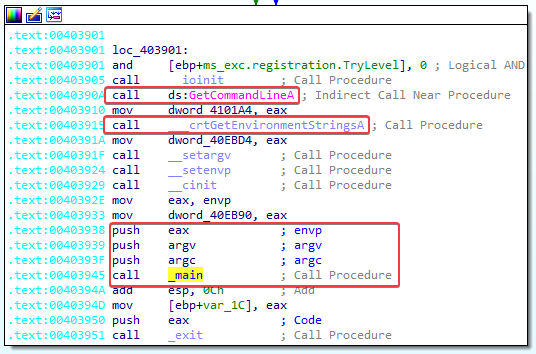 .text:00403901
.text:00403901 loc_403901:
.text:00403901 and [ebp+ms_exc.registration.TryLevel], 0 ; Logical AND
.text:00403905 call __ioinit ; Call Procedure
.text:0040390A call ds:GetCommandLineA ; Indirect Call Near Procedure
.text:00403910 mov dword_4101A4, eax
.text:00403915 call ___crtGetEnvironmentStringsA ; Call Procedure
.text:0040391A mov dword_40EBD4, eax
.text:0040391F call __setargv ; Call Procedure
.text:00403924 call __setenvp ; Call Procedure
.text:00403929 call __cinit ; Call Procedure
.text:0040392E mov eax, envp
.text:00403933 mov dword_40EB90, eax
.text:00403938 push eax ; envp
.text:00403939 push argv ; argv
.text:0040393F push argc ; argc
.text:00403945 call _main ; Call Procedure
.text:0040394A add esp, 0Ch ; Add
.text:0040394D mov [ebp+var_1C], eax
.text:00403950 push eax ; Code
.text:00403951 call _exit ; Call Procedure